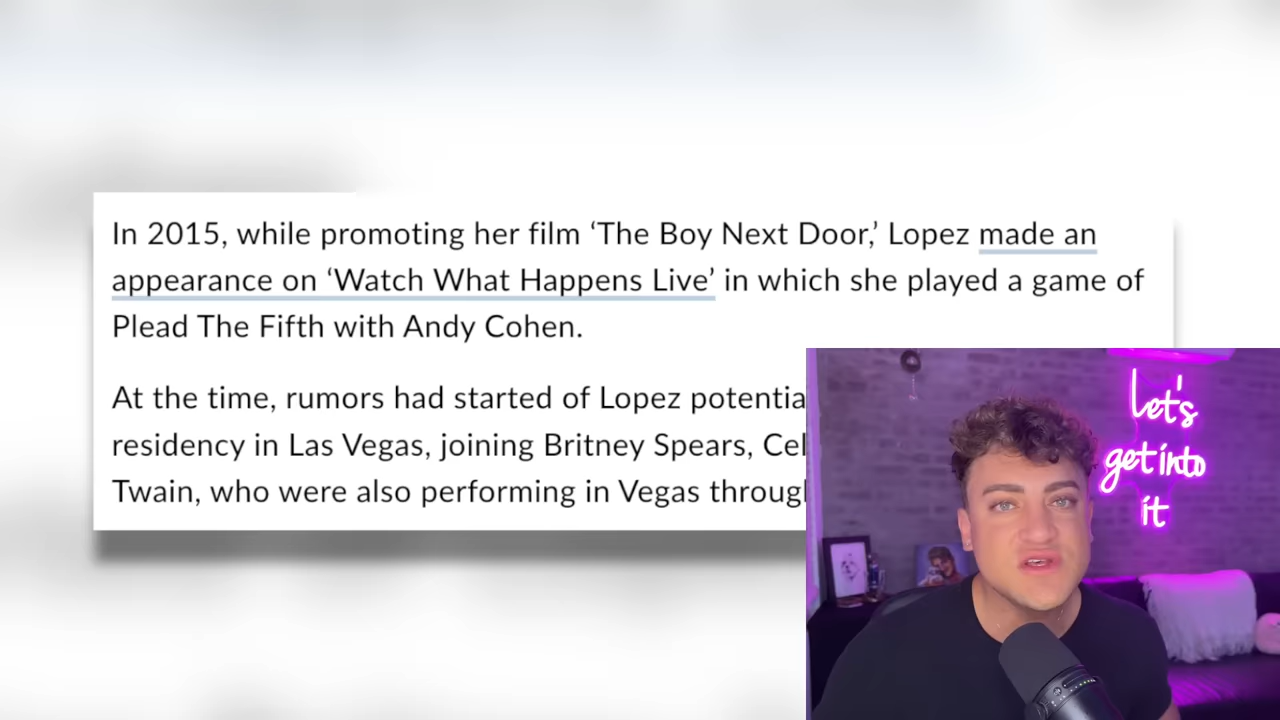 In 2015, while promoting her film ‘The Boy Next Door,’ Lopez made an
appearance on ‘Watch What Happens Live’ in which she played a game of
Plead The Fifth with Andy Cohen.
At the time, rumors had started of Lopez
residency in Las Vegas, joining Britney Spears,
Twain, who were also performing in Vegas
let's
get into
it